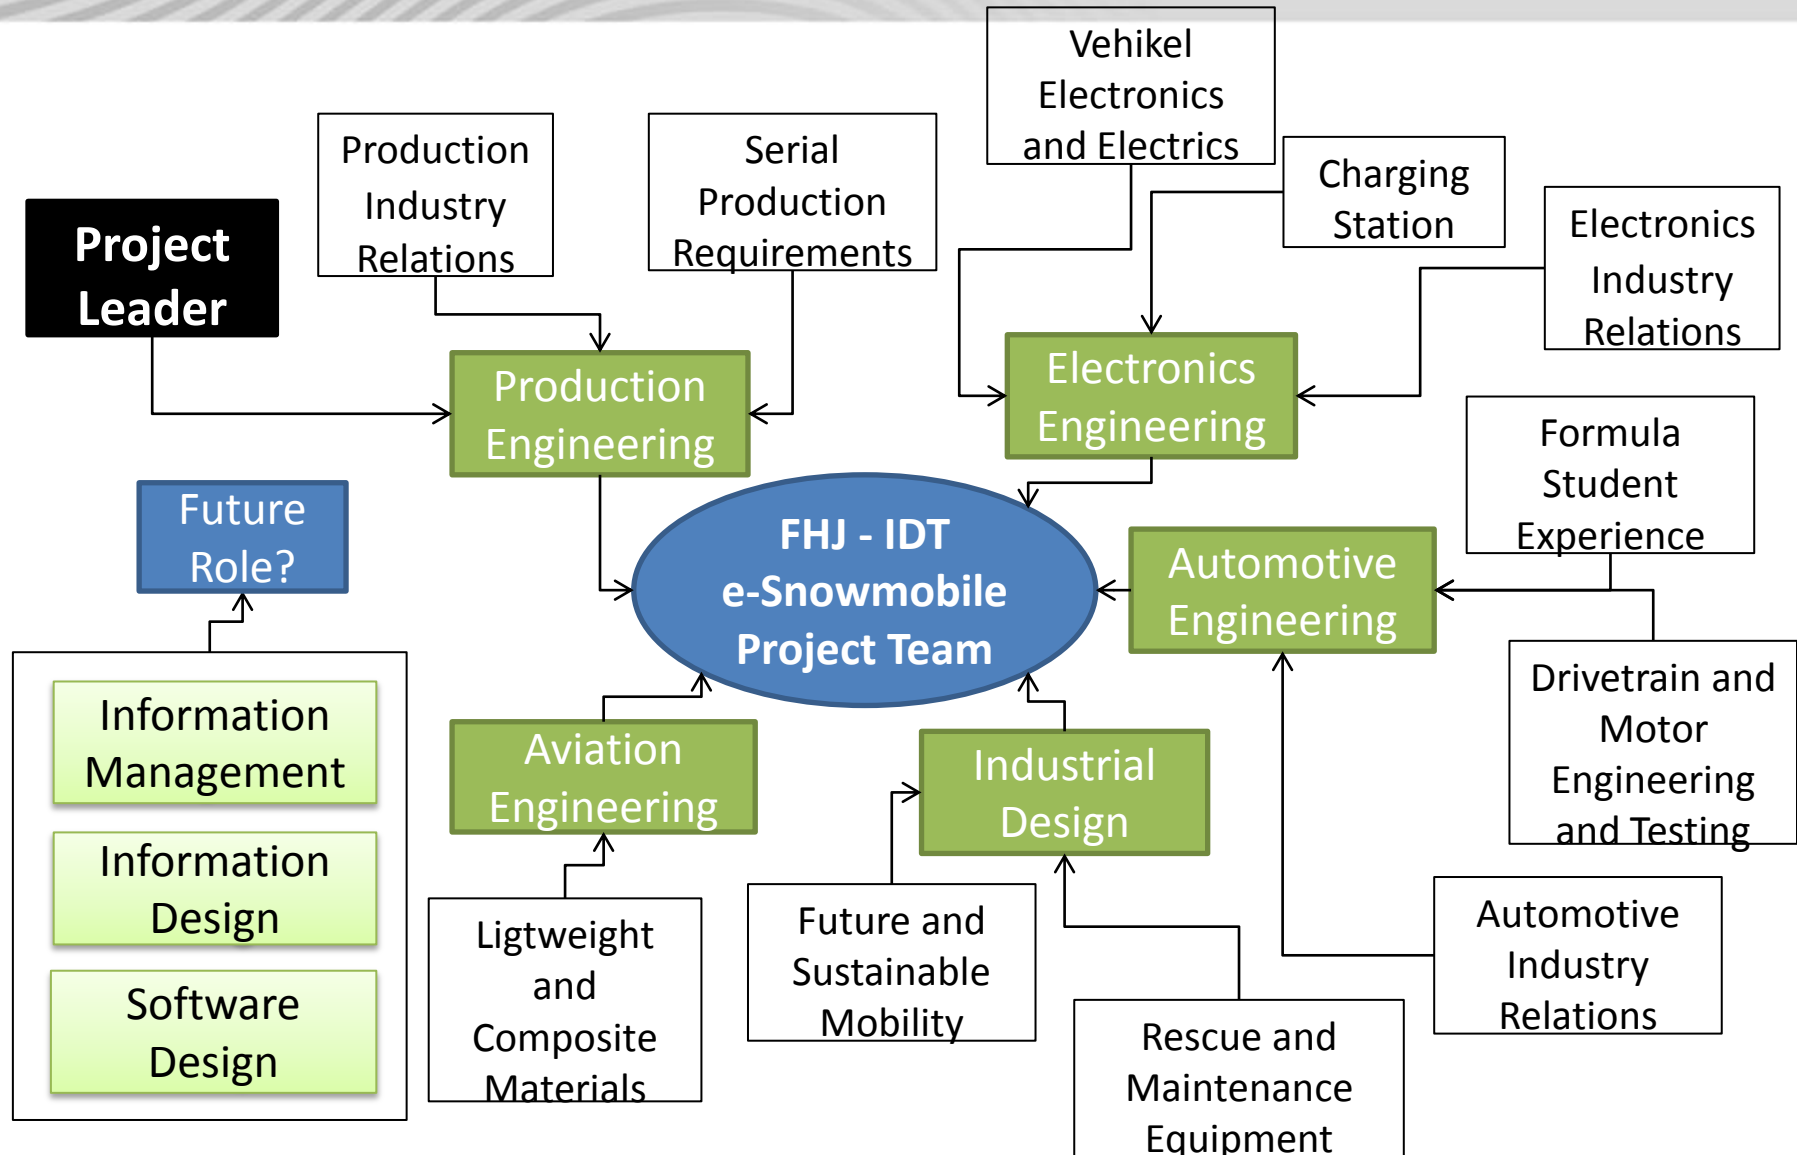 Vehikel
Electronics
and Electrics
Production
Industry
Relations
Serial
Production
Requirements
Charging
Station
Electronics
Industry
Relations
Project
Leader
Production
Engineering
Electronics
Engineering
Formula
Student
Experience
Future
Role?
FHJ - IDT
e-Snowmobile
Project Team
Automotive
Engineering
Drivetrain and
Motor
Engineering
and Testing
Information
Management
Aviation
Engineering
Industrial
Design
Information
Design
Software
Design
Ligtweight
and
Composite
Materials
Future and
Sustainable
Mobility
Automotive
Industry
Relations
Rescue and
Maintenance
Equipment